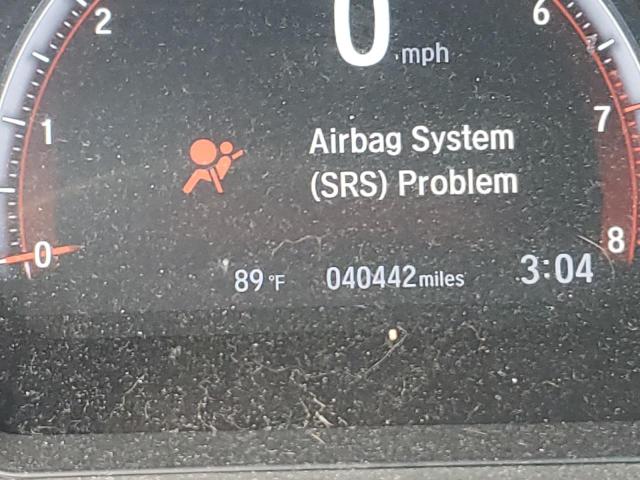 2 0 6
mph
1 Airbag System 7
(SRS) Problem
0 8
89 °F 040442 miles 3:04